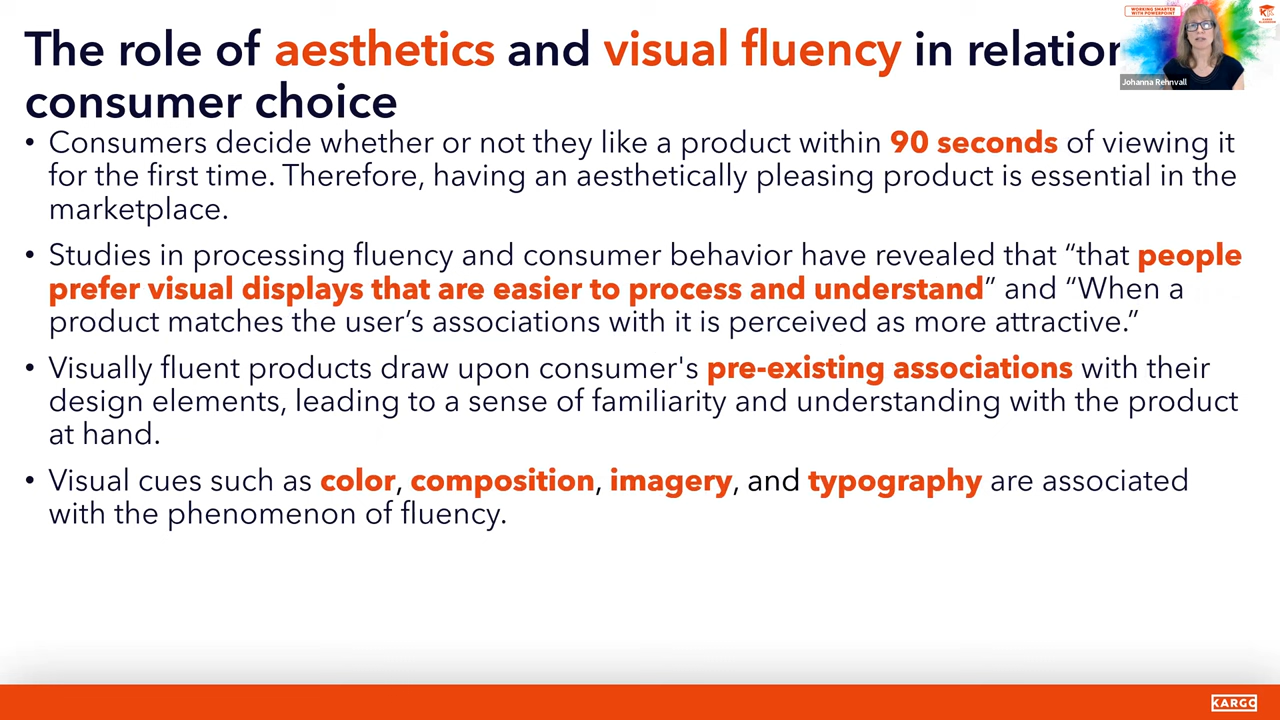 The role of aesthetics and visual fluency in relation
consumer choice
• Consumers decide whether or not they like a product within 90 seconds of viewing it
for the first time. Therefore, having an aesthetically pleasing product is essential in the
marketplace.
• Studies in processing fluency and consumer behavior have revealed that “that people
prefer visual displays that are easier to process and understand” and “When a
product matches the user’s associations with it is perceived as more attractive.”
• Visually fluent products draw upon consumer's pre-existing associations with their
design elements, leading to a sense of familiarity and understanding with the product
at hand.
• Visual cues such as color, composition, imagery, and typography are associated
with the phenomenon of fluency.
WORKING SMARTER
WITH POWERPOINT
Johanna Rehnvall
KARGO